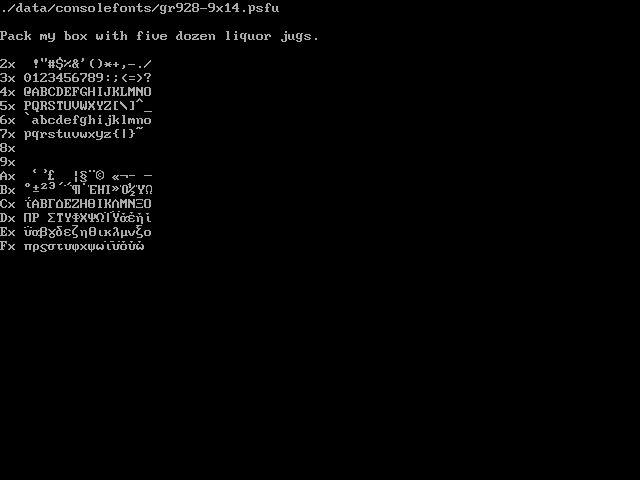 ./data/consolefonts/gr928-9x14.psfu
Pack my box with five dozen liquor jugs.
2x  !"#$%&'()*+,-./
3x 0123456789:;<=>?
4x @ABCDEFGHIJKLMNO
5x PQRSTUVWXYZ[\]^_
6x `abcdefghijklmno
7x pqrstuvwxyz{|}~
8x
9x
Ax  ‘’£  ¦§¨© «¬- ―
Bx °±²³΄΅¶¨ΈΉΊ»Ό½ΎΏ
Cx ΐΑΒΓΔΕΖΗΘΙΚΛΜΝΞΟ
Dx ΠΡ ΣΤΥΦΧΨΩΪΫάέήί
Ex ΰαβγδεζηθικλμνξο
Fx πρςστυφχψωϊϋόύώ